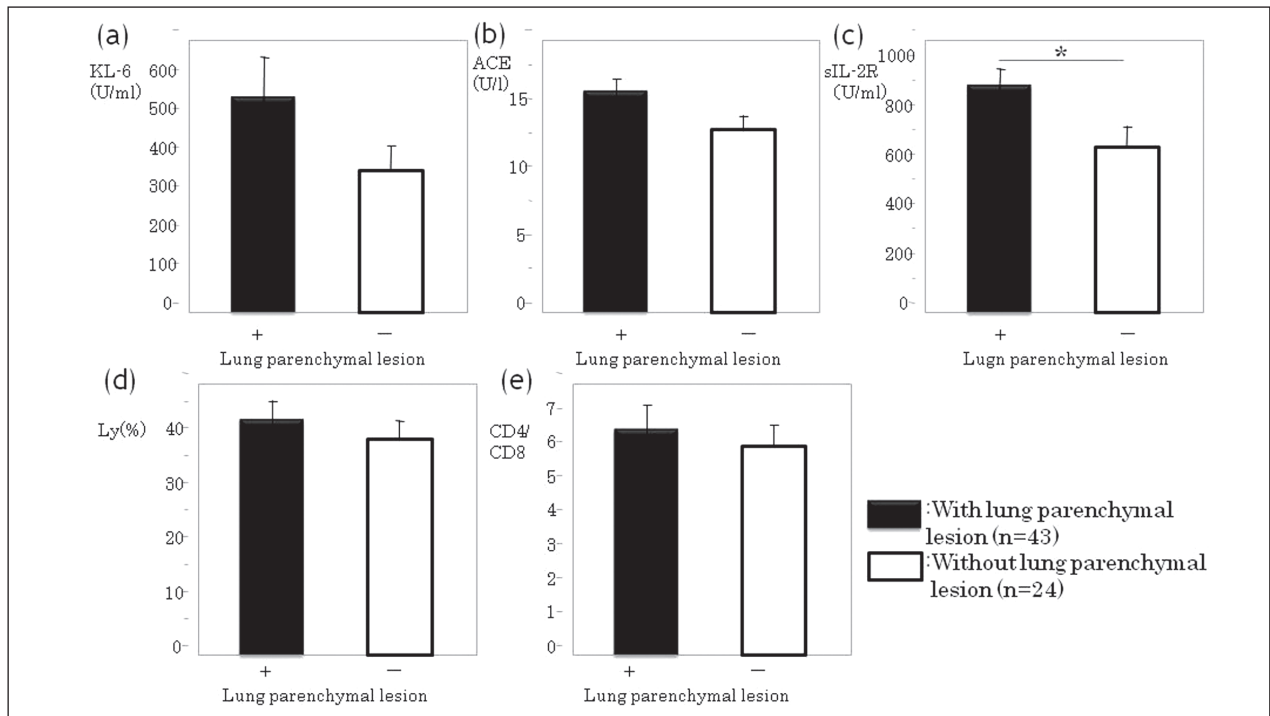 (a)
KL-6
(U/ml)
600
500
400
300
200
100
0
+
—
Lung parenchymal lesion
(b)
ACE
(U/l)
15
10
5
0
+
—
Lung parenchymal lesion
(c)
sIL-2R
(U/ml)
1000
800
600
400
200
0
*
+
—
Lugn parenchymal lesion
(d)
Ly(%)
40
30
20
10
0
+
—
Lung parenchymal lesion
(e)
CD4/
CD8
7
6
5
4
3
2
1
0
+
—
Lung parenchymal lesion
:With lung parenchymal
lesion (n=43)
:Without lung parenchymal
lesion (n=24)